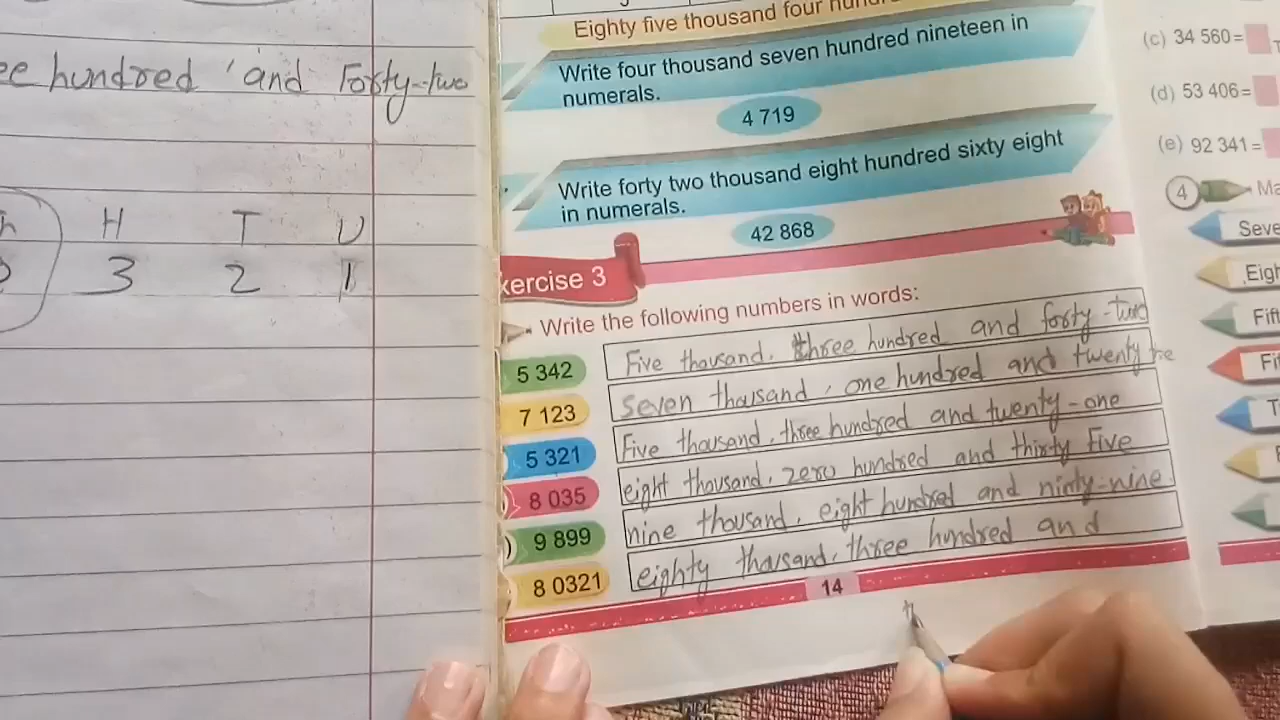 ee hundred and Forty-two
H T U
3 2 1
Eighty five thousand four
Write four thousand seven hundred nineteen in
numerals.
4 719
Write forty two thousand eight hundred sixty eight
in numerals.
42 868
xercise 3
Write the following numbers in words:
5 342 Five thousand, three hundred and forty-two
7 123 seven thousand, one hundred and twenty
5 321 Five thousand, three hundred and twenty-one
8 035 eight thousand, zero hundred and thirty Five
9 899 nine thousand, eight hundred and ninty-nine
8 0321 eighty thousand, three hundred and
14
(c) 34 560=
(d) 53 406=
(e) 92 341=
4 Ma
Seve
Eigh
Fift
Fi
T